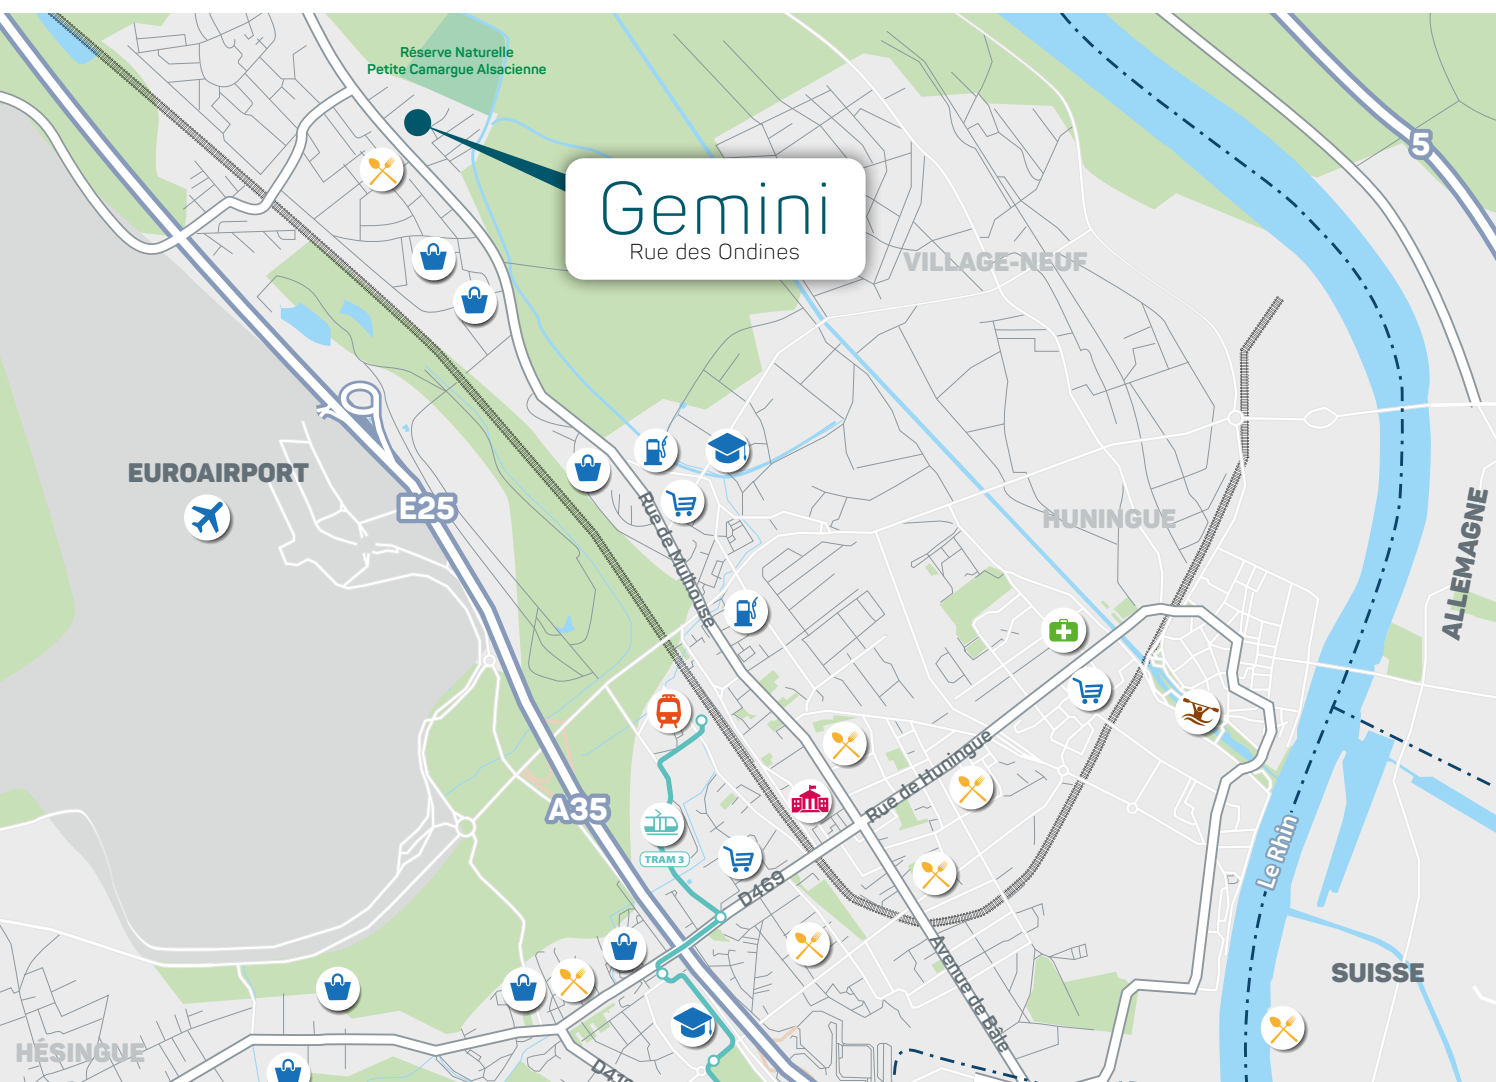 Réserve Naturelle
Petite Camargue Alsacienne
5
Gemini
Rue des Ondines
VILLAGE-NEUF
EUROAIRPORT
E25
HUNINGUE
ALLEMAGNE
Rue de Mulhouse
Rue de Huningue
A35
TRAM 3
D469
Le Rhin
Avenue de Bâle
SUISSE
HÉSINGUE